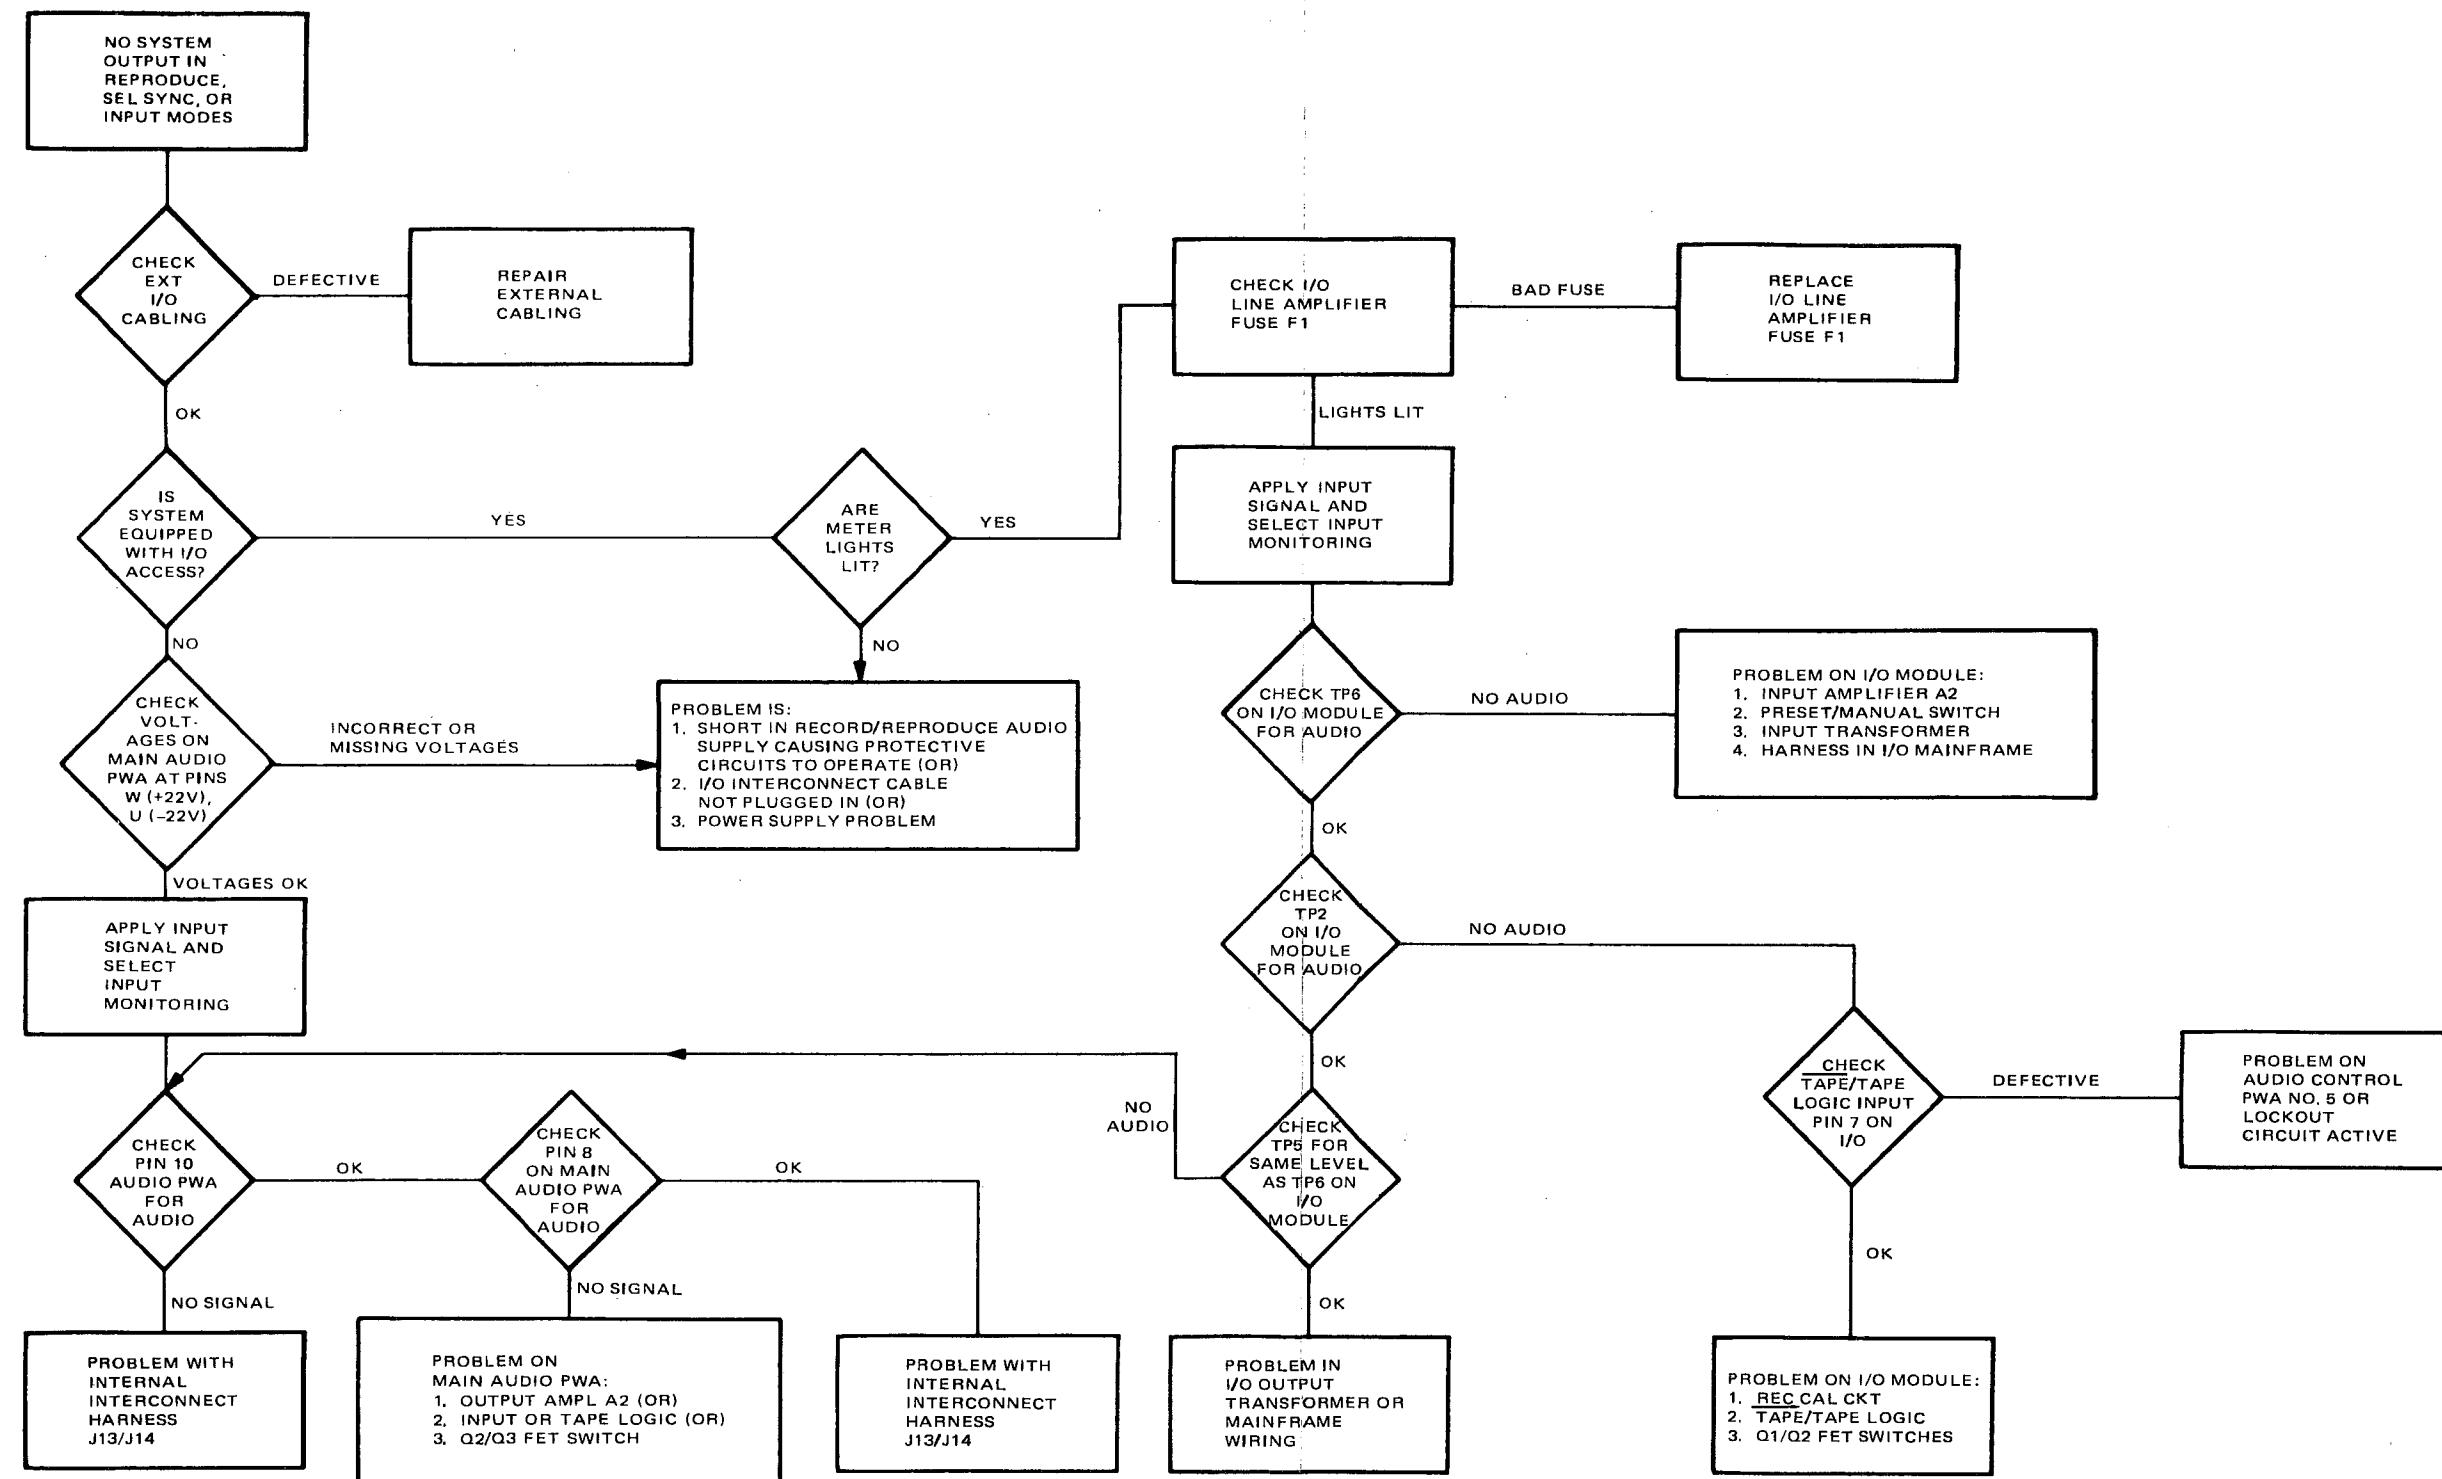 NO SYSTEM
OUTPUT IN
REPRODUCE,
SEL SYNC, OR
INPUT MODES
CHECK
EXT
I/O
CABLING
DEFECTIVE
REPAIR
EXTERNAL
CABLING
OK
IS
SYSTEM
EQUIPPED
WITH I/O
ACCESS?
YES
ARE
METER
LIGHTS
LIT?
YES
NO
NO
CHECK
VOLT-
AGES ON
MAIN AUDIO
PWA AT PINS
W (+22V),
U (–22V)
INCORRECT OR
MISSING VOLTAGES
PROBLEM IS:
1. SHORT IN RECORD/REPRODUCE AUDIO
SUPPLY CAUSING PROTECTIVE
CIRCUITS TO OPERATE (OR)
2. I/O INTERCONNECT CABLE
NOT PLUGGED IN (OR)
3. POWER SUPPLY PROBLEM
VOLTAGES OK
APPLY INPUT
SIGNAL AND
SELECT
INPUT
MONITORING
CHECK
PIN 10
AUDIO PWA
FOR
AUDIO
OK
CHECK
PIN 8
ON MAIN
AUDIO PWA
FOR
AUDIO
OK
NO SIGNAL
PROBLEM WITH
INTERNAL
INTERCONNECT
HARNESS
J13/J14
NO SIGNAL
PROBLEM ON
MAIN AUDIO PWA:
1. OUTPUT AMPL A2 (OR)
2. INPUT OR TAPE LOGIC (OR)
3. Q2/Q3 FET SWITCH
PROBLEM WITH
INTERNAL
INTERCONNECT
HARNESS
J13/J14
CHECK I/O
LINE AMPLIFIER
FUSE F1
BAD FUSE
REPLACE
I/O LINE
AMPLIFIER
FUSE F1
LIGHTS LIT
APPLY INPUT
SIGNAL AND
SELECT INPUT
MONITORING
CHECK TP6
ON I/O MODULE
FOR AUDIO
NO AUDIO
PROBLEM ON I/O MODULE:
1. INPUT AMPLIFIER A2
2. PRESET/MANUAL SWITCH
3. INPUT TRANSFORMER
4. HARNESS IN I/O MAINFRAME
OK
CHECK
TP2
ON I/O
MODULE
FOR AUDIO
NO AUDIO
OK
CHECK
TP5 FOR
SAME LEVEL
AS TP6 ON
I/O
MODULE
NO
AUDIO
OK
PROBLEM IN
I/O OUTPUT
TRANSFORMER OR
MAINFRAME
WIRING
CHECK
TAPE/TAPE
LOGIC INPUT
PIN 7 ON
I/O
DEFECTIVE
PROBLEM ON
AUDIO CONTROL
PWA NO. 5 OR
LOCKOUT
CIRCUIT ACTIVE
OK
PROBLEM ON I/O MODULE:
1. REC CAL CKT
2. TAPE/TAPE LOGIC
3. Q1/Q2 FET SWITCHES